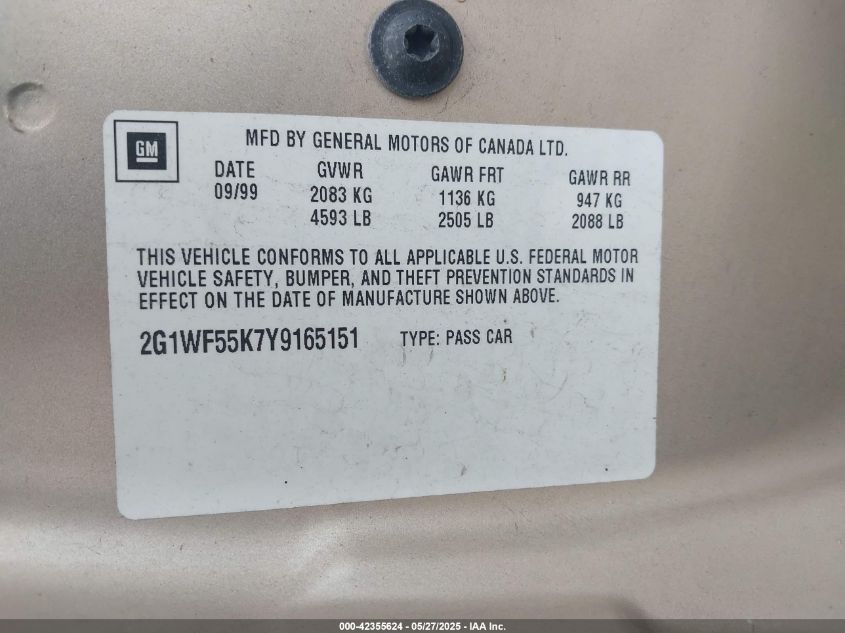 GM
MFD BY GENERAL MOTORS OF CANADA LTD.
DATE GVWR GAWR FRT GAWR RR
09/99 2083 KG 1136 KG 947 KG
4593 LB 2505 LB 2088 LB
THIS VEHICLE CONFORMS TO ALL APPLICABLE U.S. FEDERAL MOTOR
VEHICLE SAFETY, BUMPER, AND THEFT PREVENTION STANDARDS IN
EFFECT ON THE DATE OF MANUFACTURE SHOWN ABOVE.
2G1WF55K7Y9165151 TYPE: PASS CAR
000-42355624 - 05/27/2025 - IAA Inc.